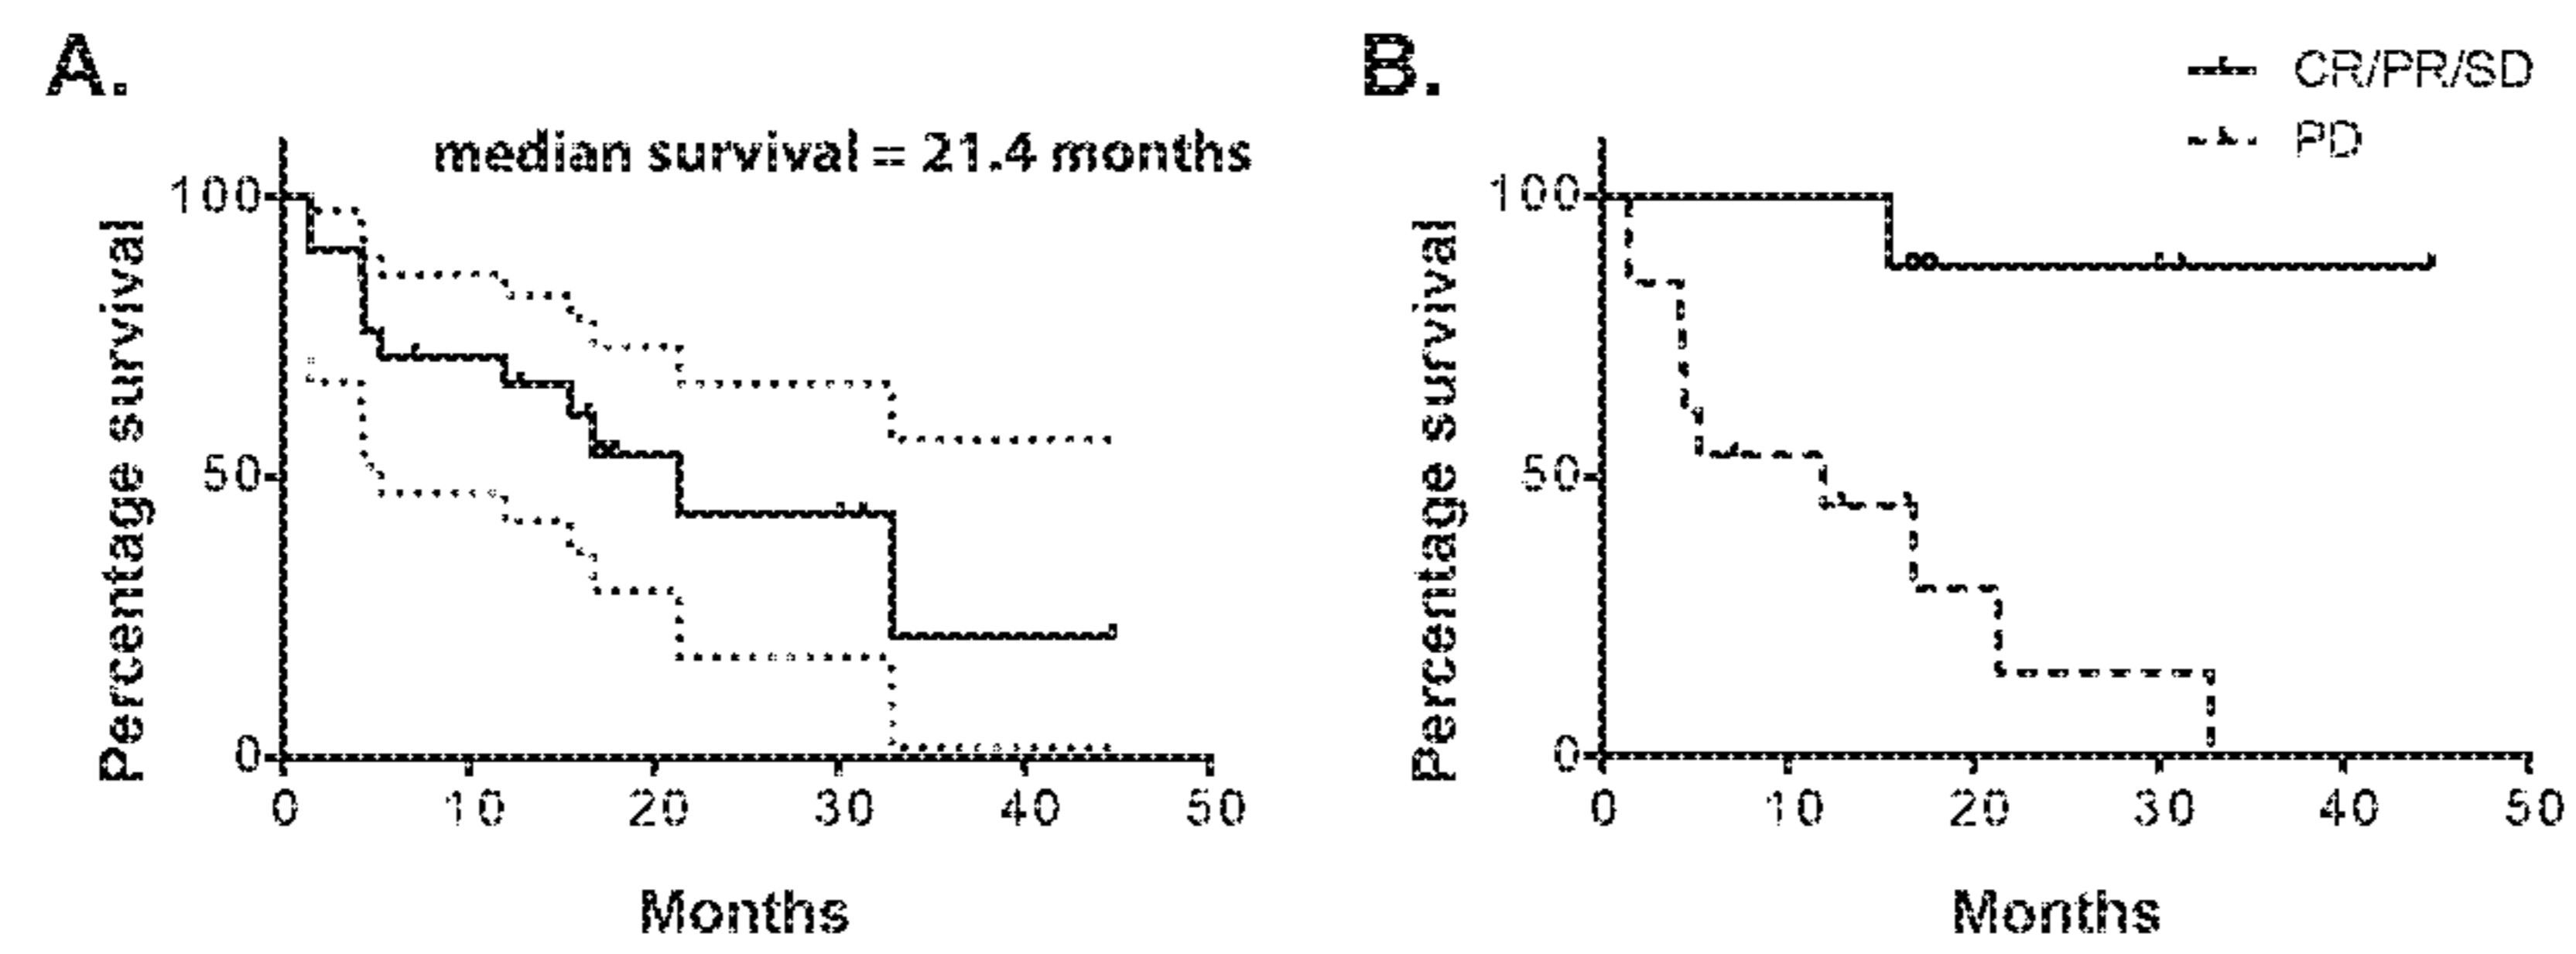 A.
median survival = 21.4 months
100
50
0
Percentage survival
0 10 20 30 40 50
Months
B.
CR/PR/SD
PD
100
50
0
Percentage survival
0 10 20 30 40 50
Months